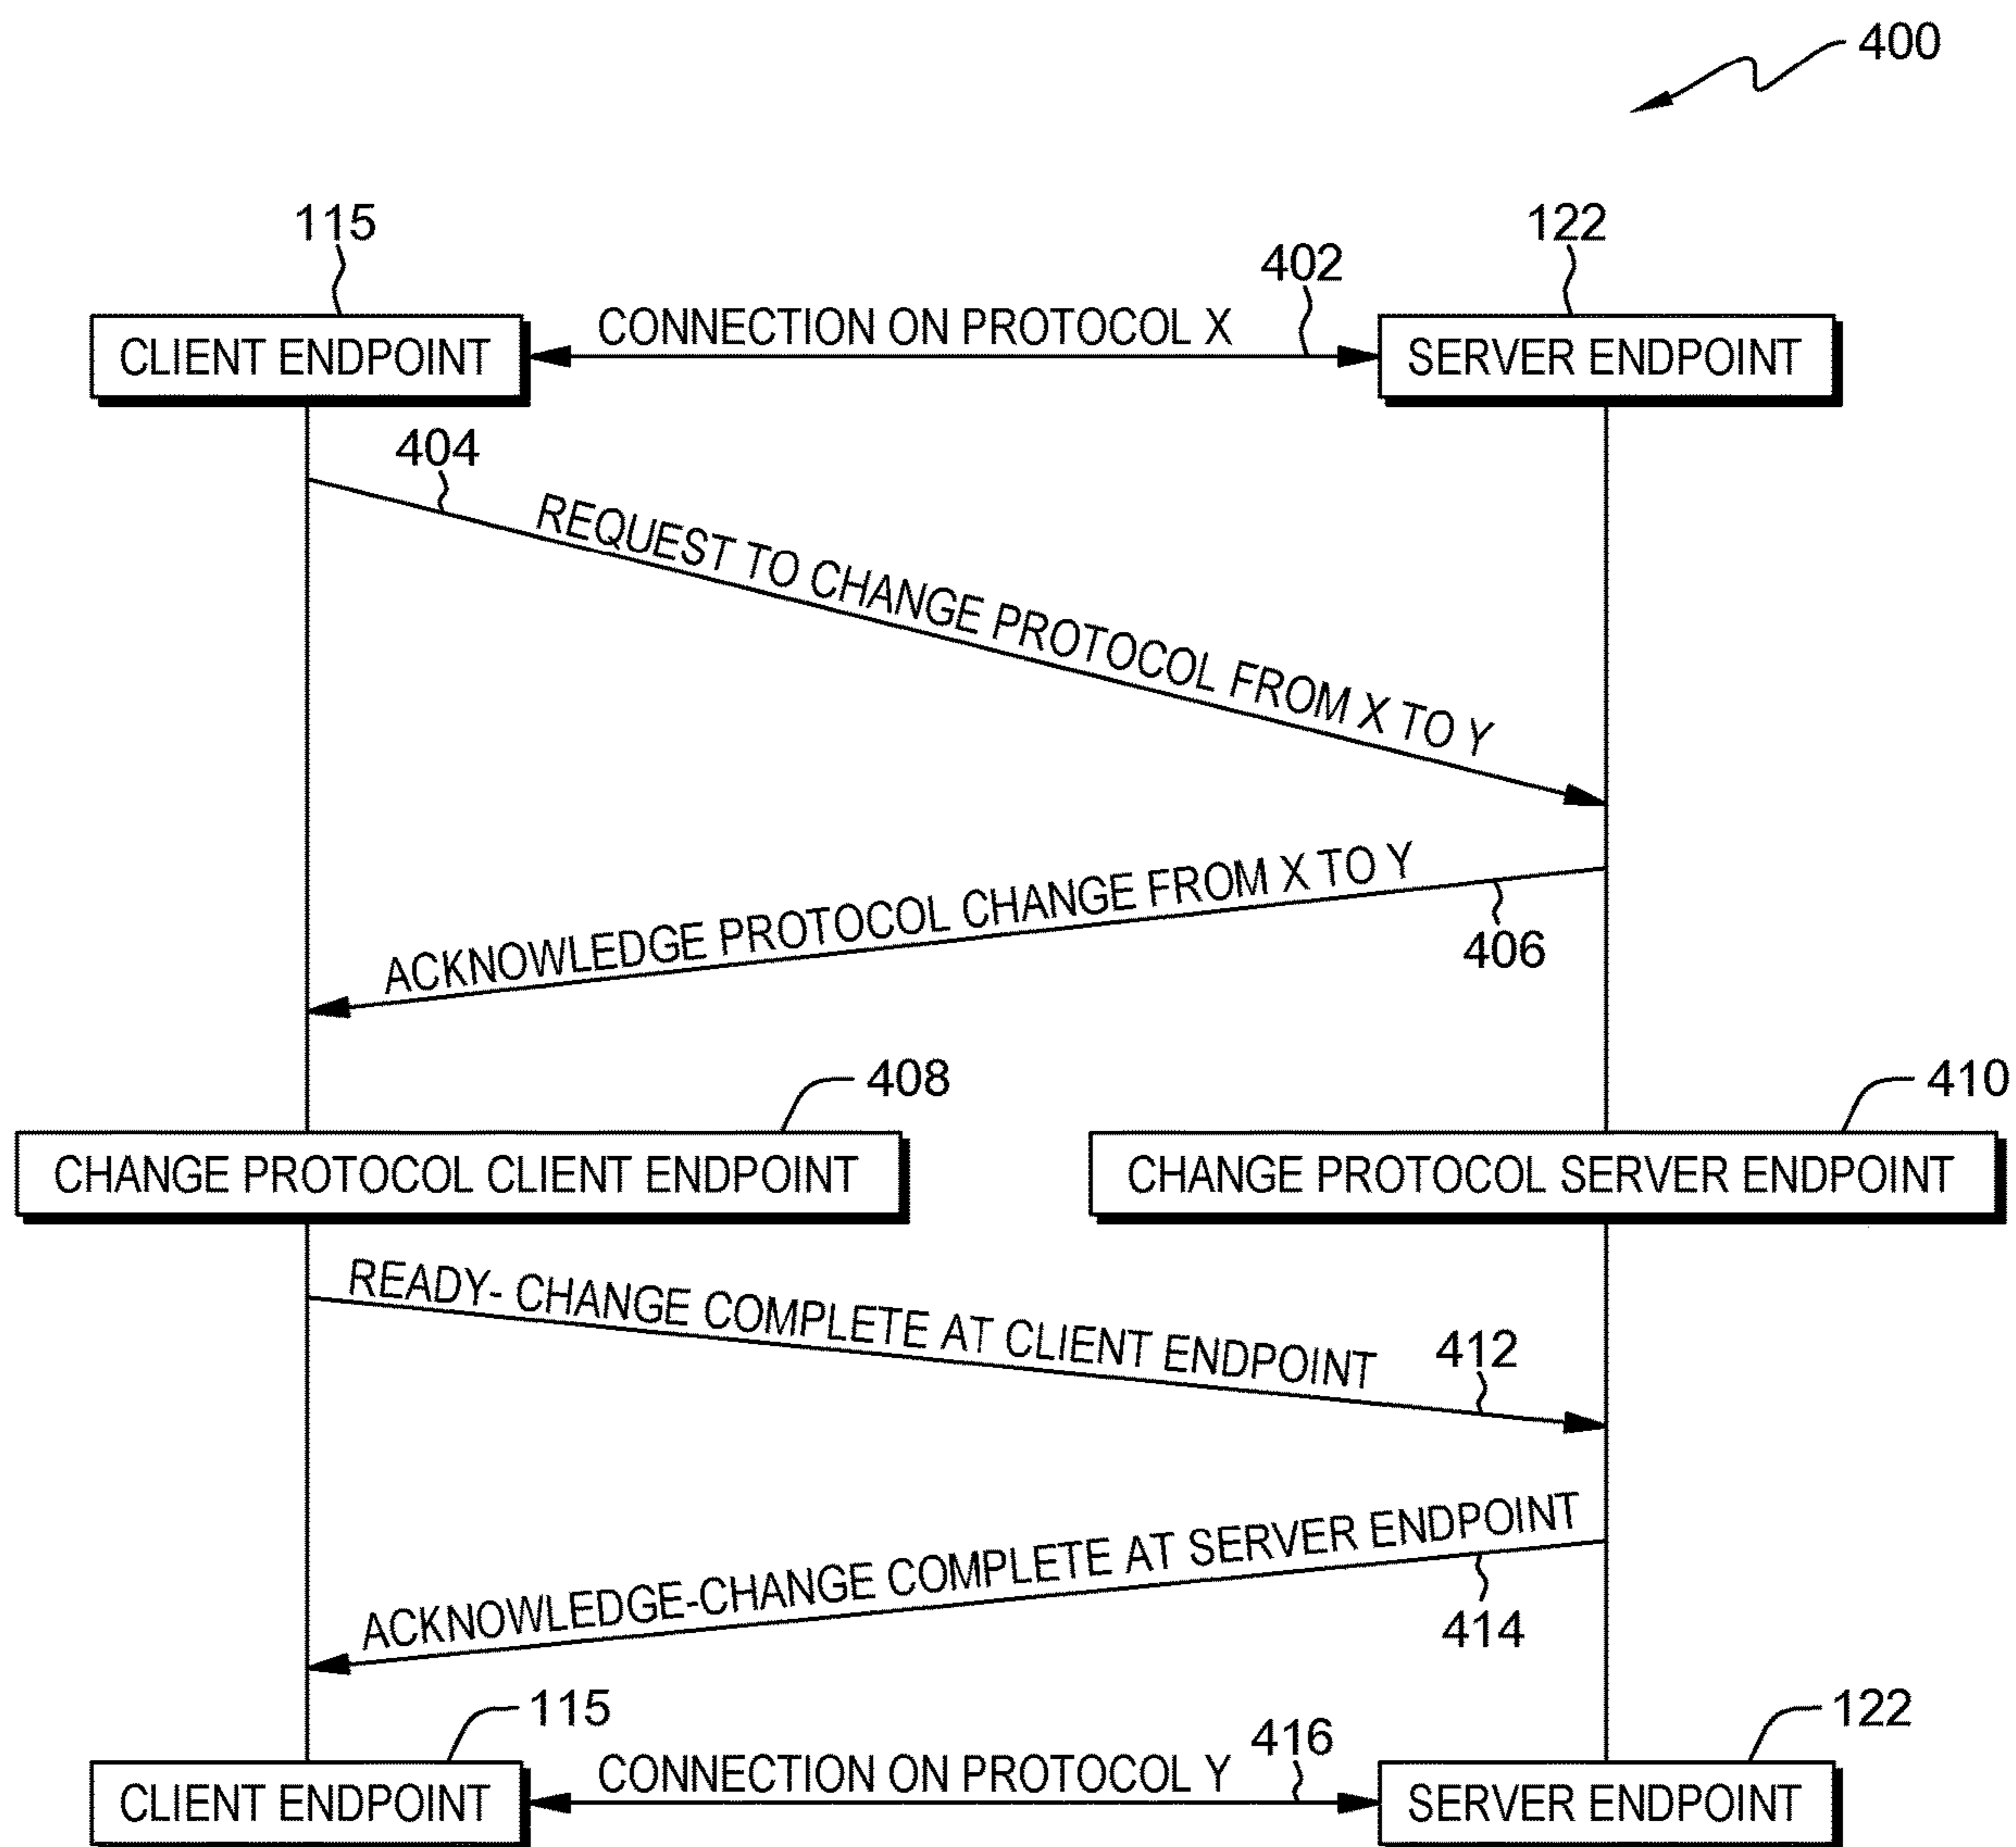 400
115
122
402
CONNECTION ON PROTOCOL X
CLIENT ENDPOINT
SERVER ENDPOINT
404
REQUEST TO CHANGE PROTOCOL FROM X TO Y
ACKNOWLEDGE PROTOCOL CHANGE FROM X TO Y
406
408
410
CHANGE PROTOCOL CLIENT ENDPOINT
CHANGE PROTOCOL SERVER ENDPOINT
READY- CHANGE COMPLETE AT CLIENT ENDPOINT
412
ACKNOWLEDGE-CHANGE COMPLETE AT SERVER ENDPOINT
414
115
416
122
CONNECTION ON PROTOCOL Y
CLIENT ENDPOINT
SERVER ENDPOINT